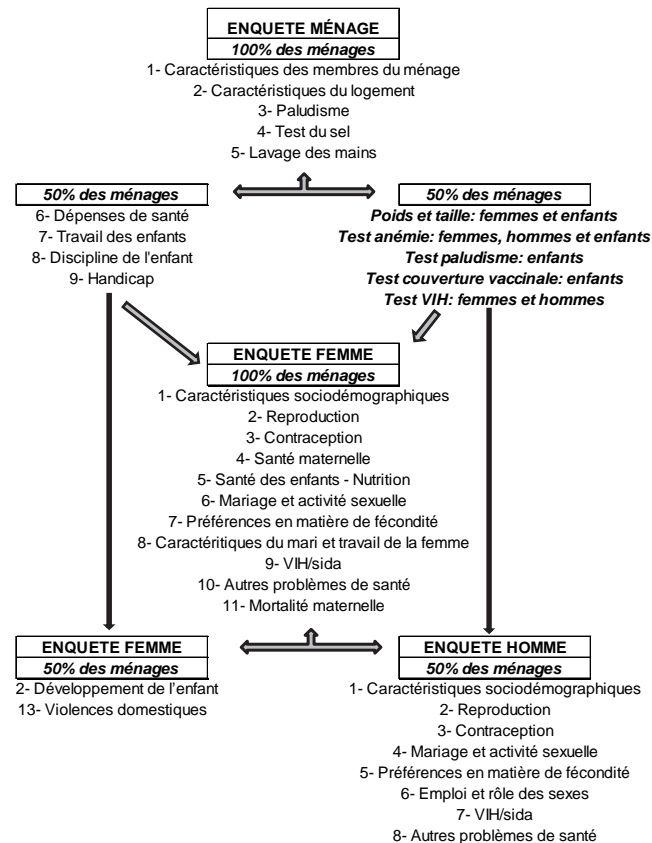 ENQUETE MÉNAGE
100% des ménages
1- Caractéristiques des membres du ménage
2- Caractéristiques du logement
3- Paludisme
4- Test du sel
5- Lavage des mains
50% des ménages
6- Dépenses de santé
7- Travail des enfants
8- Discipline de l'enfant
9- Handicap
50% des ménages
Poids et taille: femmes et enfants
Test anémie: femmes, hommes et enfants
Test paludisme: enfants
Test couverture vaccinale: enfants
Test VIH: femmes et hommes
ENQUETE FEMME
100% des ménages
1- Caractéristiques sociodémographiques
2- Reproduction
3- Contraception
4- Santé maternelle
5- Santé des enfants - Nutrition
6- Mariage et activité sexuelle
7- Préférences en matière de fécondité
8- Caractéritiques du mari et travail de la femme
9- VIH/sida
10- Autres problèmes de santé
11- Mortalité maternelle
ENQUETE FEMME
50% des ménages
2- Développement de l'enfant
13- Violences domestiques
ENQUETE HOMME
50% des ménages
1- Caractéristiques sociodémographiques
2- Reproduction
3- Contraception
4- Mariage et activité sexuelle
5- Préférences en matière de fécondité
6- Emploi et rôle des sexes
7- VIH/sida
8- Autres problèmes de santé